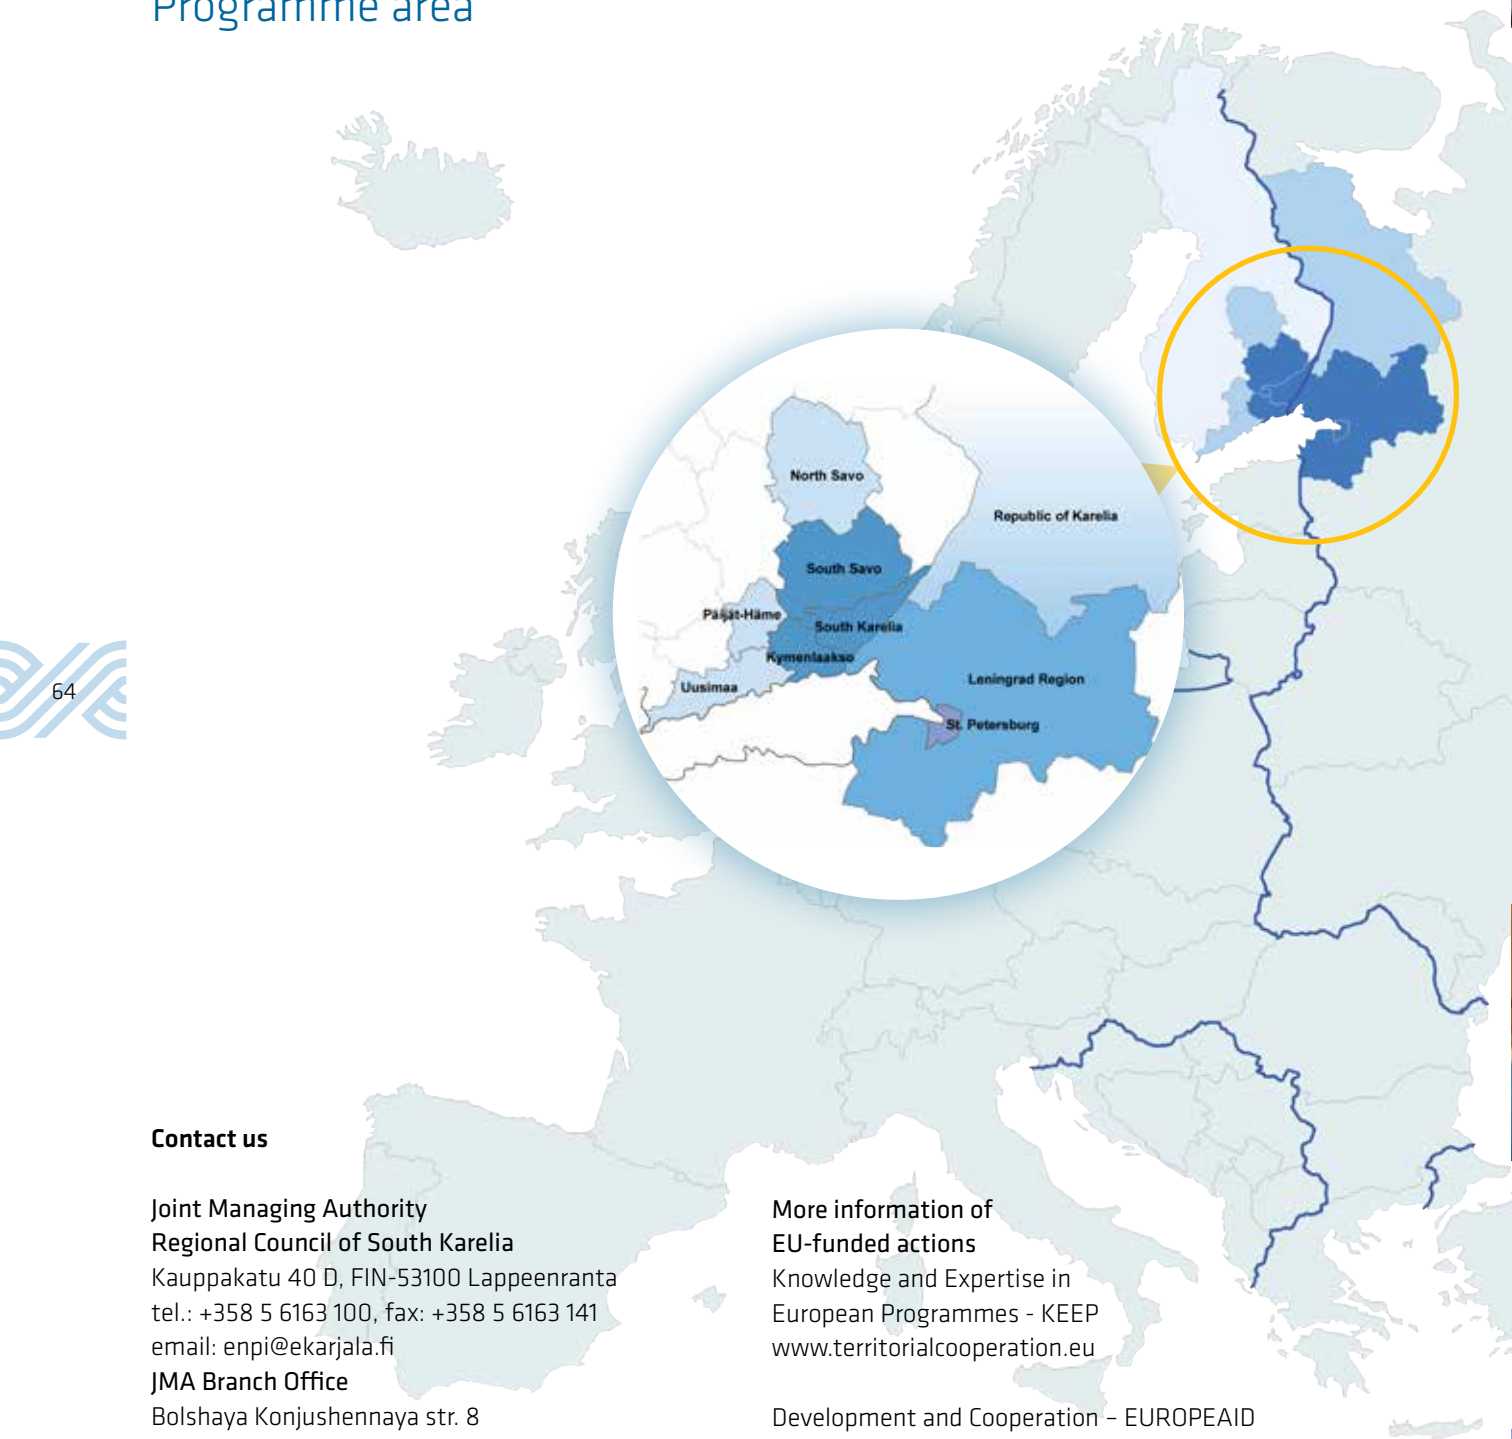 Programme area
North Savo
Republic of Karelia
South Savo
Päijät-Häme
South Karelia
Kymenlaakso
Leningrad Region
Uusimaa
St. Petersburg
64
Contact us
Joint Managing Authority
Regional Council of South Karelia
Kauppakatu 40 D, FIN-53100 Lappeenranta
tel.: +358 5 6163 100, fax: +358 5 6163 141
email: enpi@ekarjala.fi
JMA Branch Office
Bolshaya Konjushennaya str. 8
More information of
EU-funded actions
Knowledge and Expertise in
European Programmes - KEEP
www.territorialcooperation.eu
Development and Cooperation – EUROPEAID